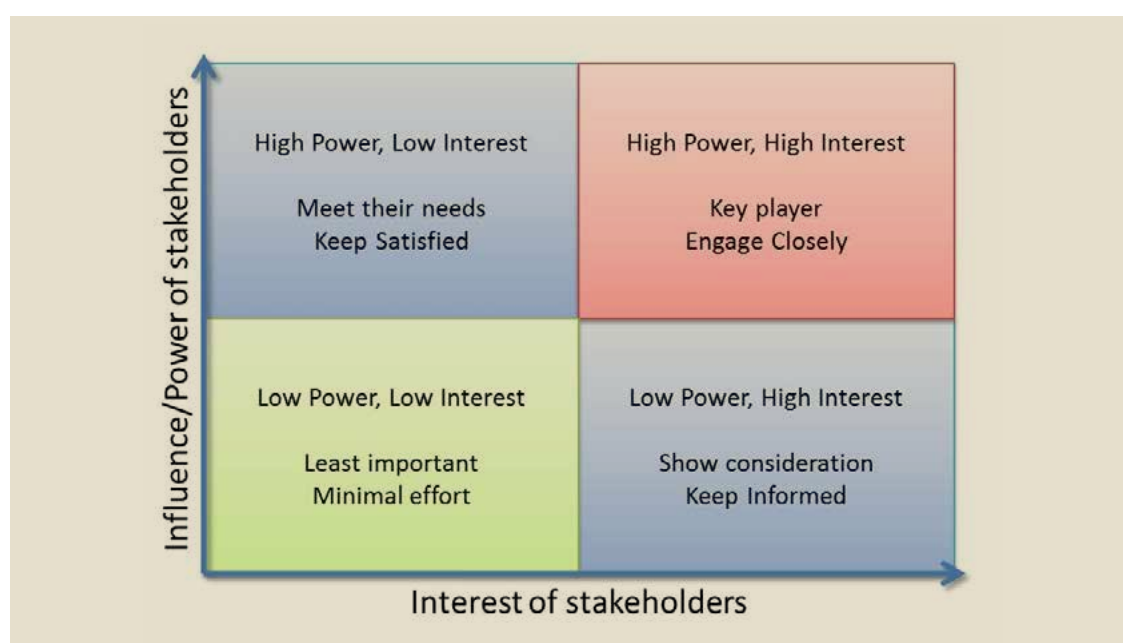 Influence/Power of stakeholders
High Power, Low Interest
Meet their needs
Keep Satisfied
High Power, High Interest
Key player
Engage Closely
Low Power, Low Interest
Least important
Minimal effort
Low Power, High Interest
Show consideration
Keep Informed
Interest of stakeholders